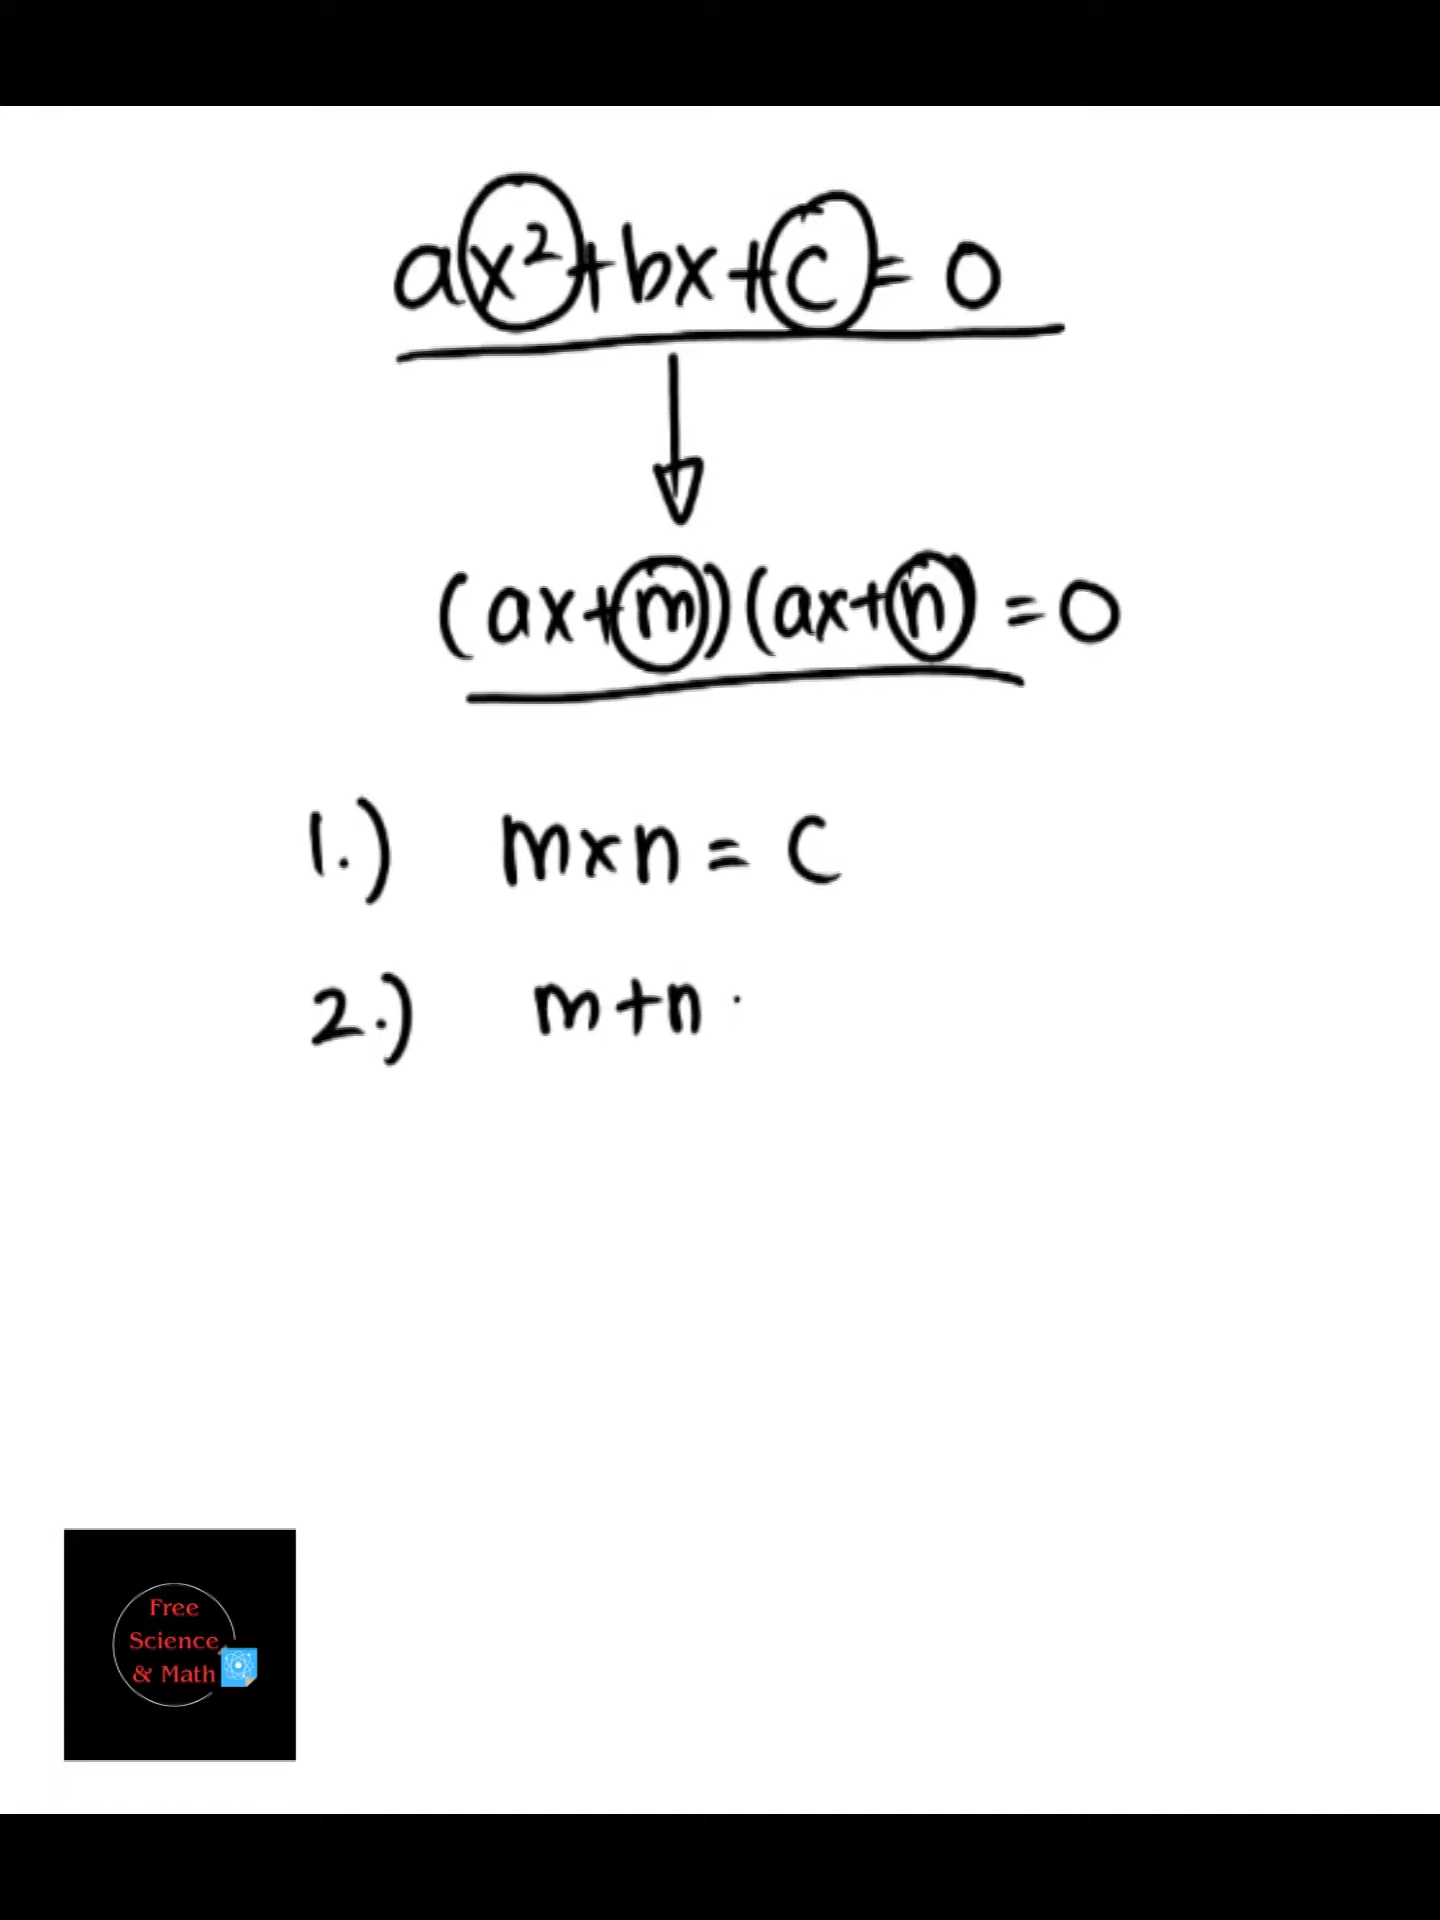 ax²+bx+c=0
(ax+m)(ax+n)=0
1.) m×n=c
2.) m+n
Free
Science
& Math